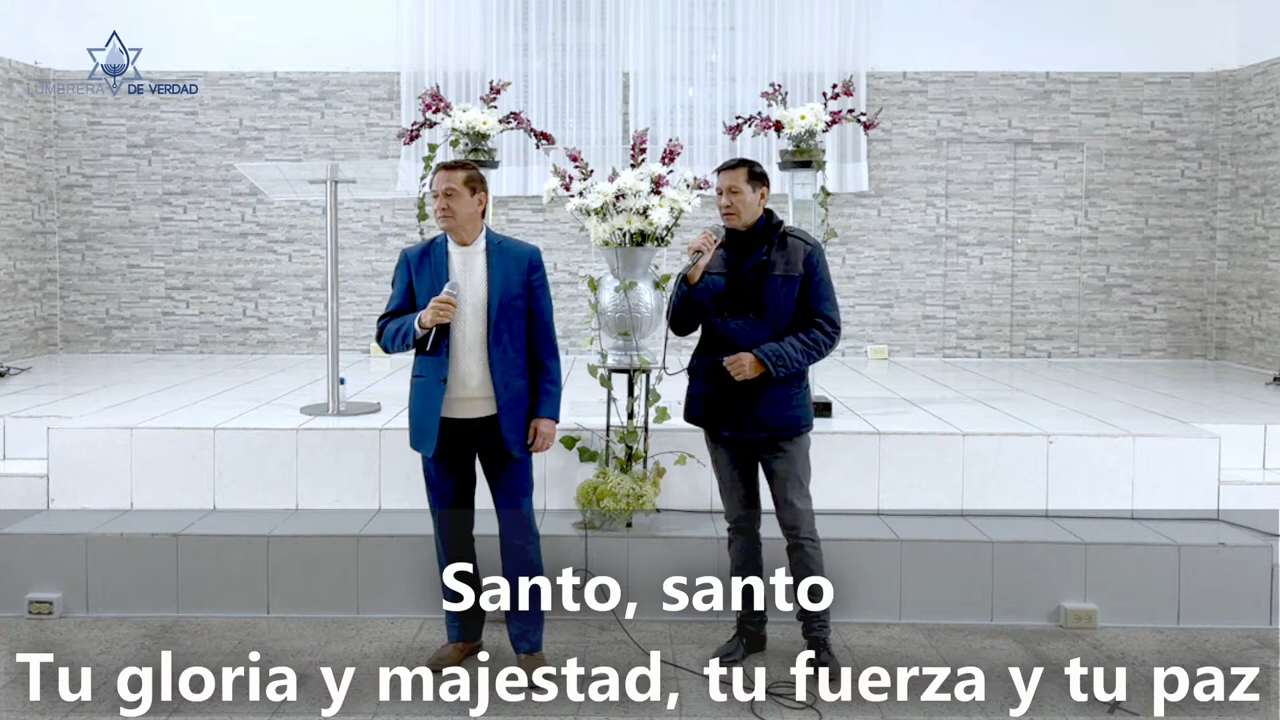 LUMBRERA DE VERDAD
Santo, santo
Tu gloria y majestad, tu fuerza y tu paz